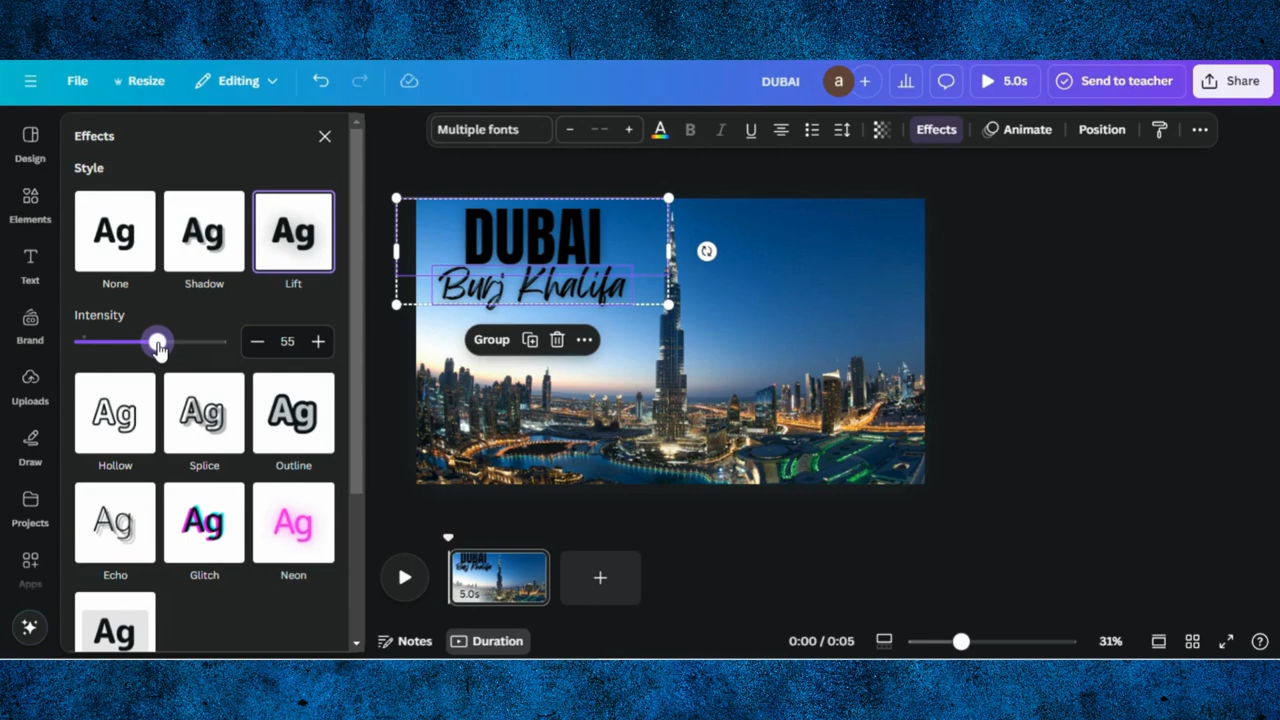 File
Resize
Editing
DUBAI
a
+
5.0s
Send to teacher
Share
Design
Elements
Text
Brand
Uploads
Draw
Projects
Apps
Effects
Style
Ag
Ag
Ag
None
Shadow
Lift
Intensity
55
Ag
Ag
Ag
Hollow
Splice
Outline
Ag
Ag
Ag
Echo
Glitch
Neon
Ag
Multiple fonts
– -- +
A
B
I
U
Effects
Animate
Position
DUBAI
Burj Khalifa
Group
DUBAI
Burj Khalifa
5.0s
+
Notes
Duration
0:00 / 0:05
31%
?